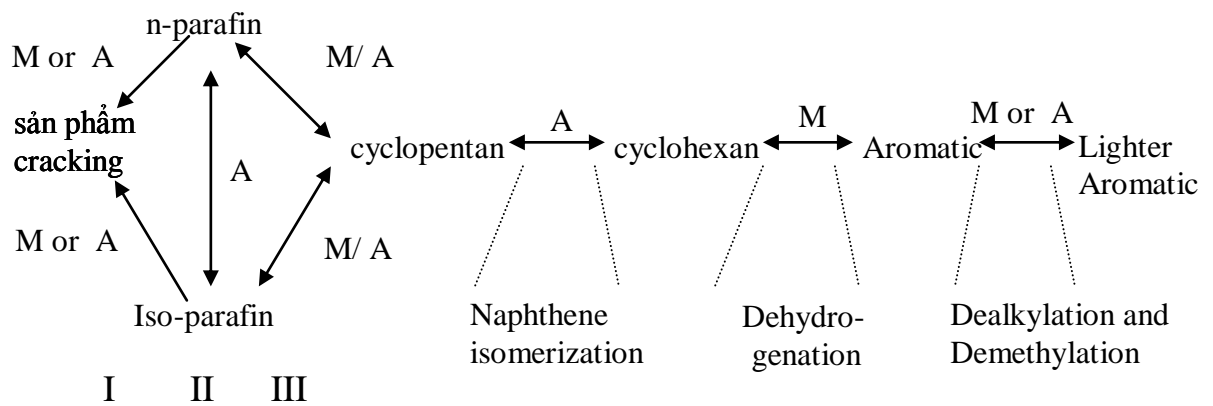 n-parafin
M or A
M/ A
sản phẩm
cracking
A
cyclopentan
A
cyclohexan
M
Aromatic
M or A
Lighter
Aromatic
M or A
M/ A
Iso-parafin
Naphthene
isomerization
Dehydro-
genation
Dealkylation and
Demethylation
I II III